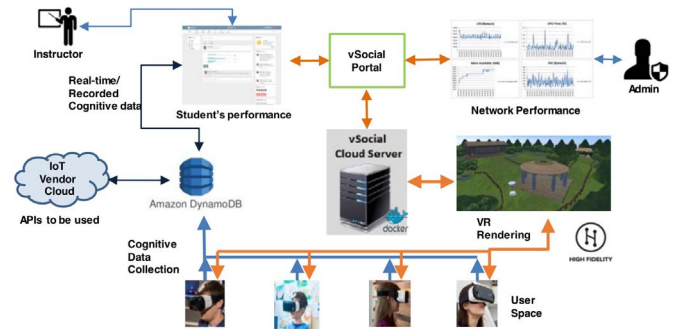 Instructor
Real-time/
Recorded
Cognitive data
Student's performance
vSocial
Portal
Network Performance
Admin
IoT
Vendor
Cloud
APIs to be used
Amazon DynamoDB
vSocial
Cloud Server
docker
VR
Rendering
HIGH FIDELITY
Cognitive
Data
Collection
User
Space